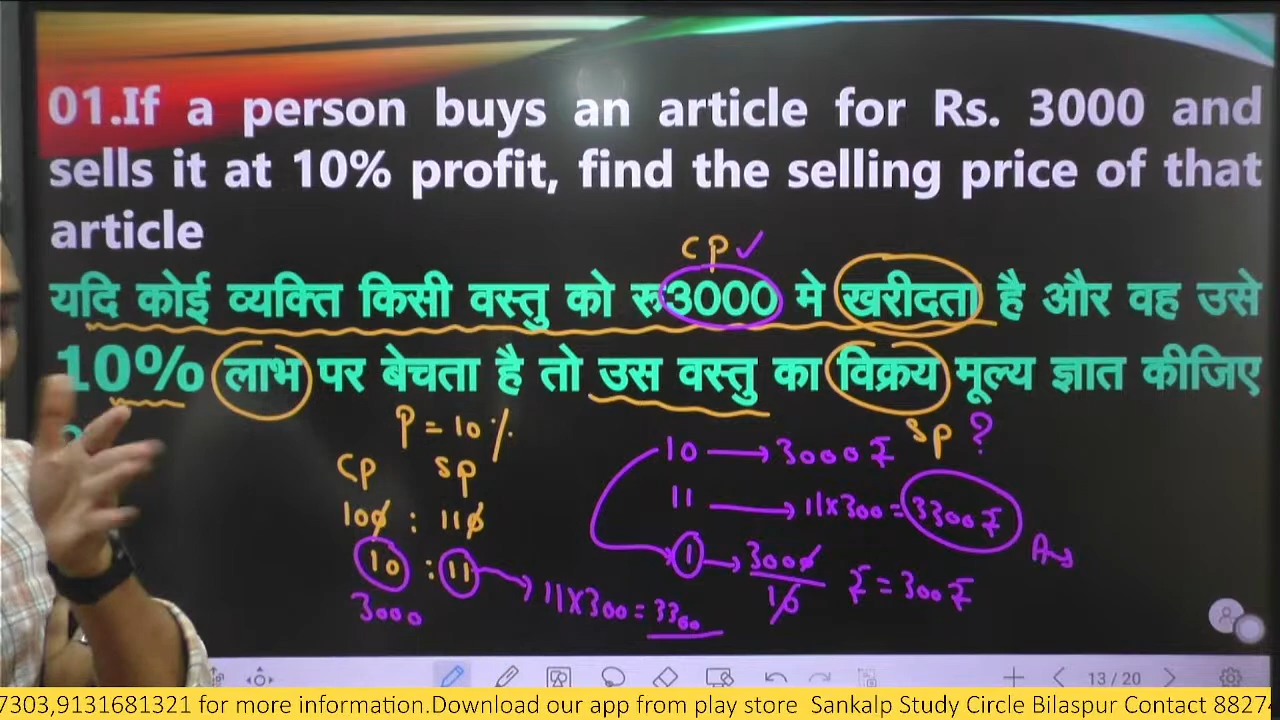 01.If a person buys an article for Rs. 3000 and
sells it at 10% profit, find the selling price of that
article
CP ✓
यदि कोई व्यक्ति किसी वस्तु को रू3000 मे खरीदता है और वह उसे
10% लाभ पर बेचता है तो उस वस्तु का विक्रय मूल्य ज्ञात कीजिए
P = 10%
SP ?
CP SP
100 : 110
10 : 11 → 11×300 = 3300
3000
10 → 3000 ₹
11 → 11×300 = 3300 ₹ Ans
1 → 3000/10 ₹ = 300 ₹
13 / 20
7303,9131681321 for more information.Download our app from play store Sankalp Study Circle Bilaspur Contact 8827